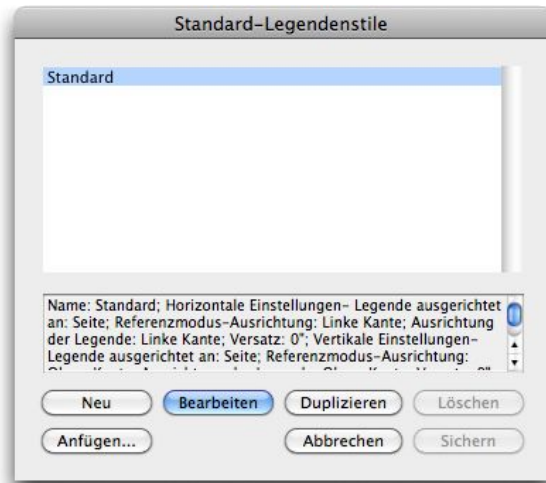 Standard-Legendenstile
Standard
Name: Standard; Horizontale Einstellungen- Legende ausgerichtet
an: Seite; Referenzmodus-Ausrichtung: Linke Kante; Ausrichtung
der Legende: Linke Kante; Versatz: 0"; Vertikale Einstellungen-
Legende ausgerichtet an: Seite; Referenzmodus-Ausrichtung:
Neu Bearbeiten Duplizieren Löschen
Anfügen... Abbrechen Sichern